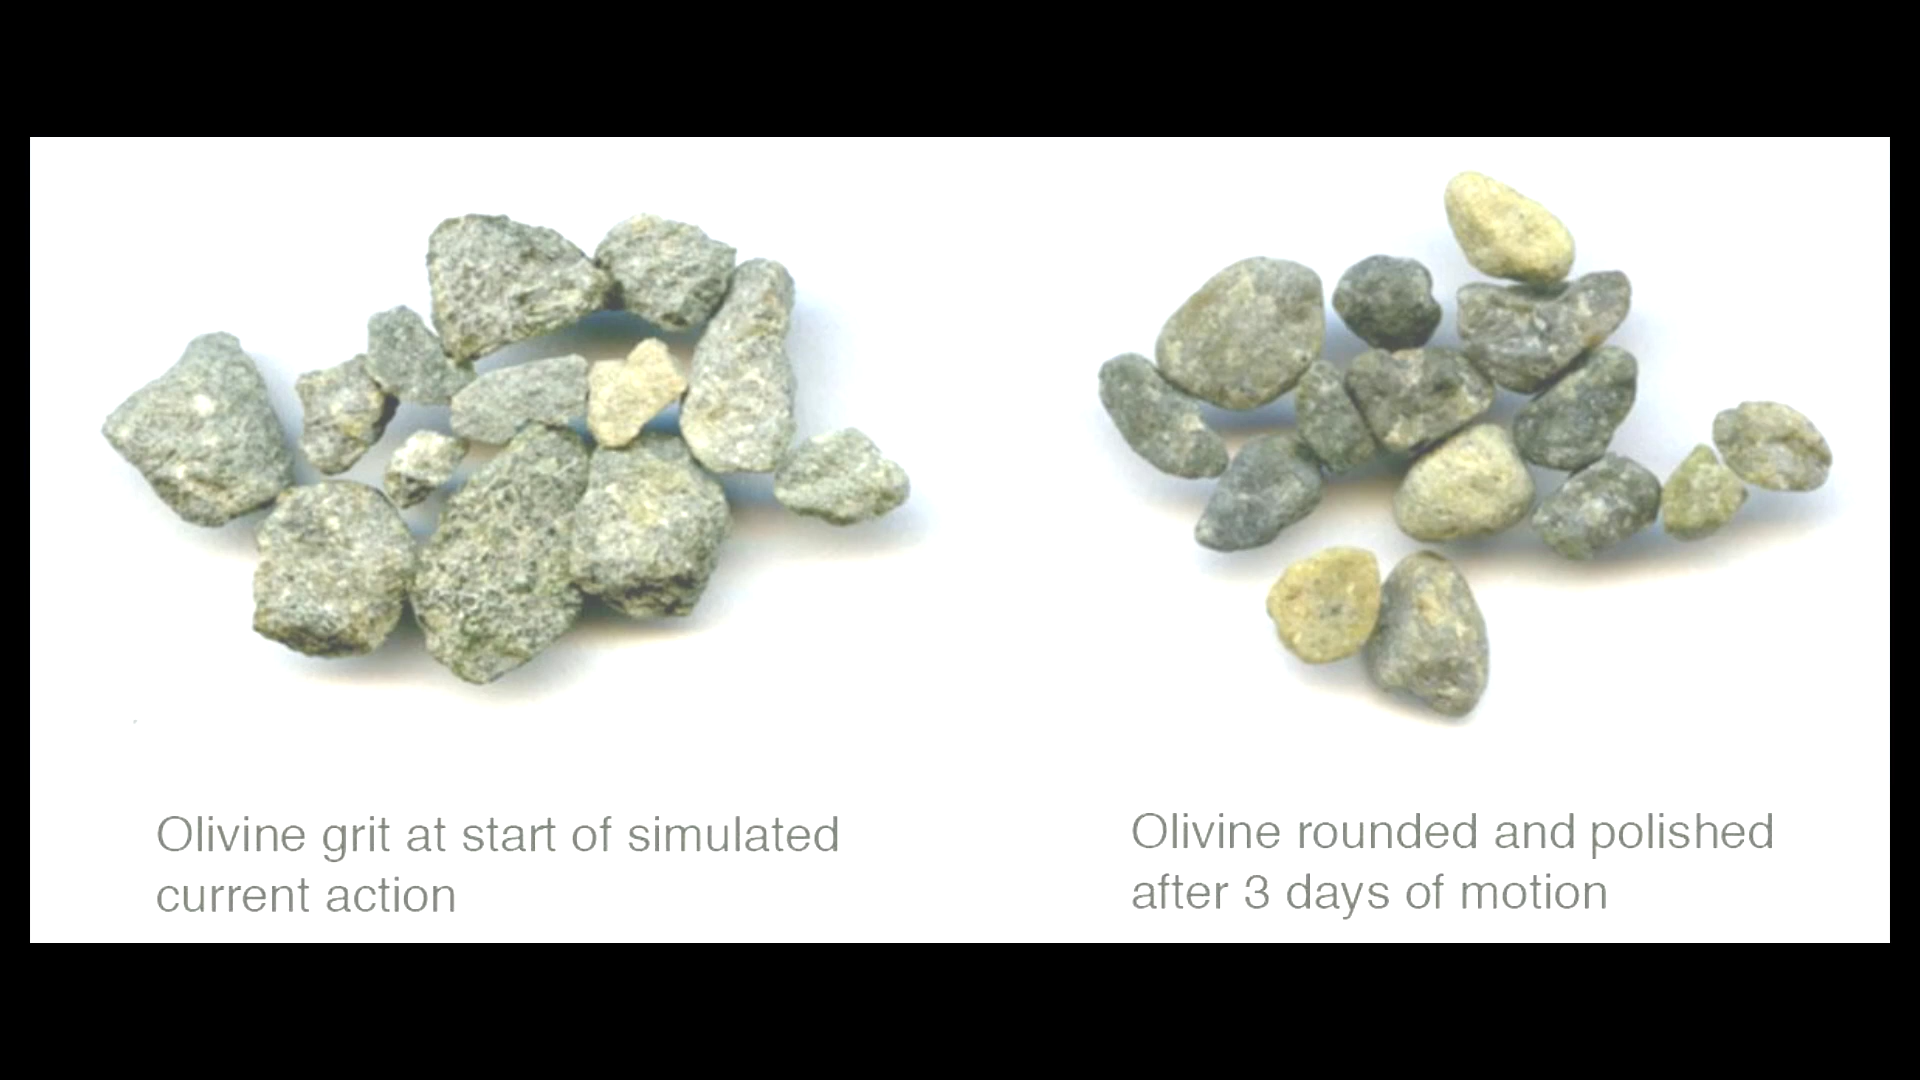 Olivine grit at start of simulated
current action
Olivine rounded and polished
after 3 days of motion